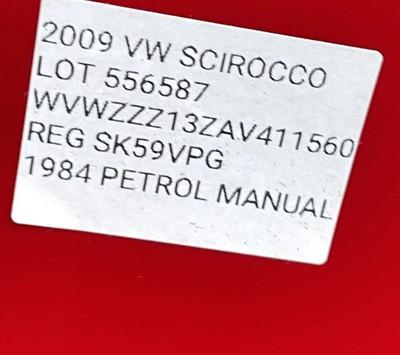 2009 VW SCIROCCO
LOT 556587
WVWZZZ13ZAV411560
REG SK59VPG
1984 PETROL MANUAL